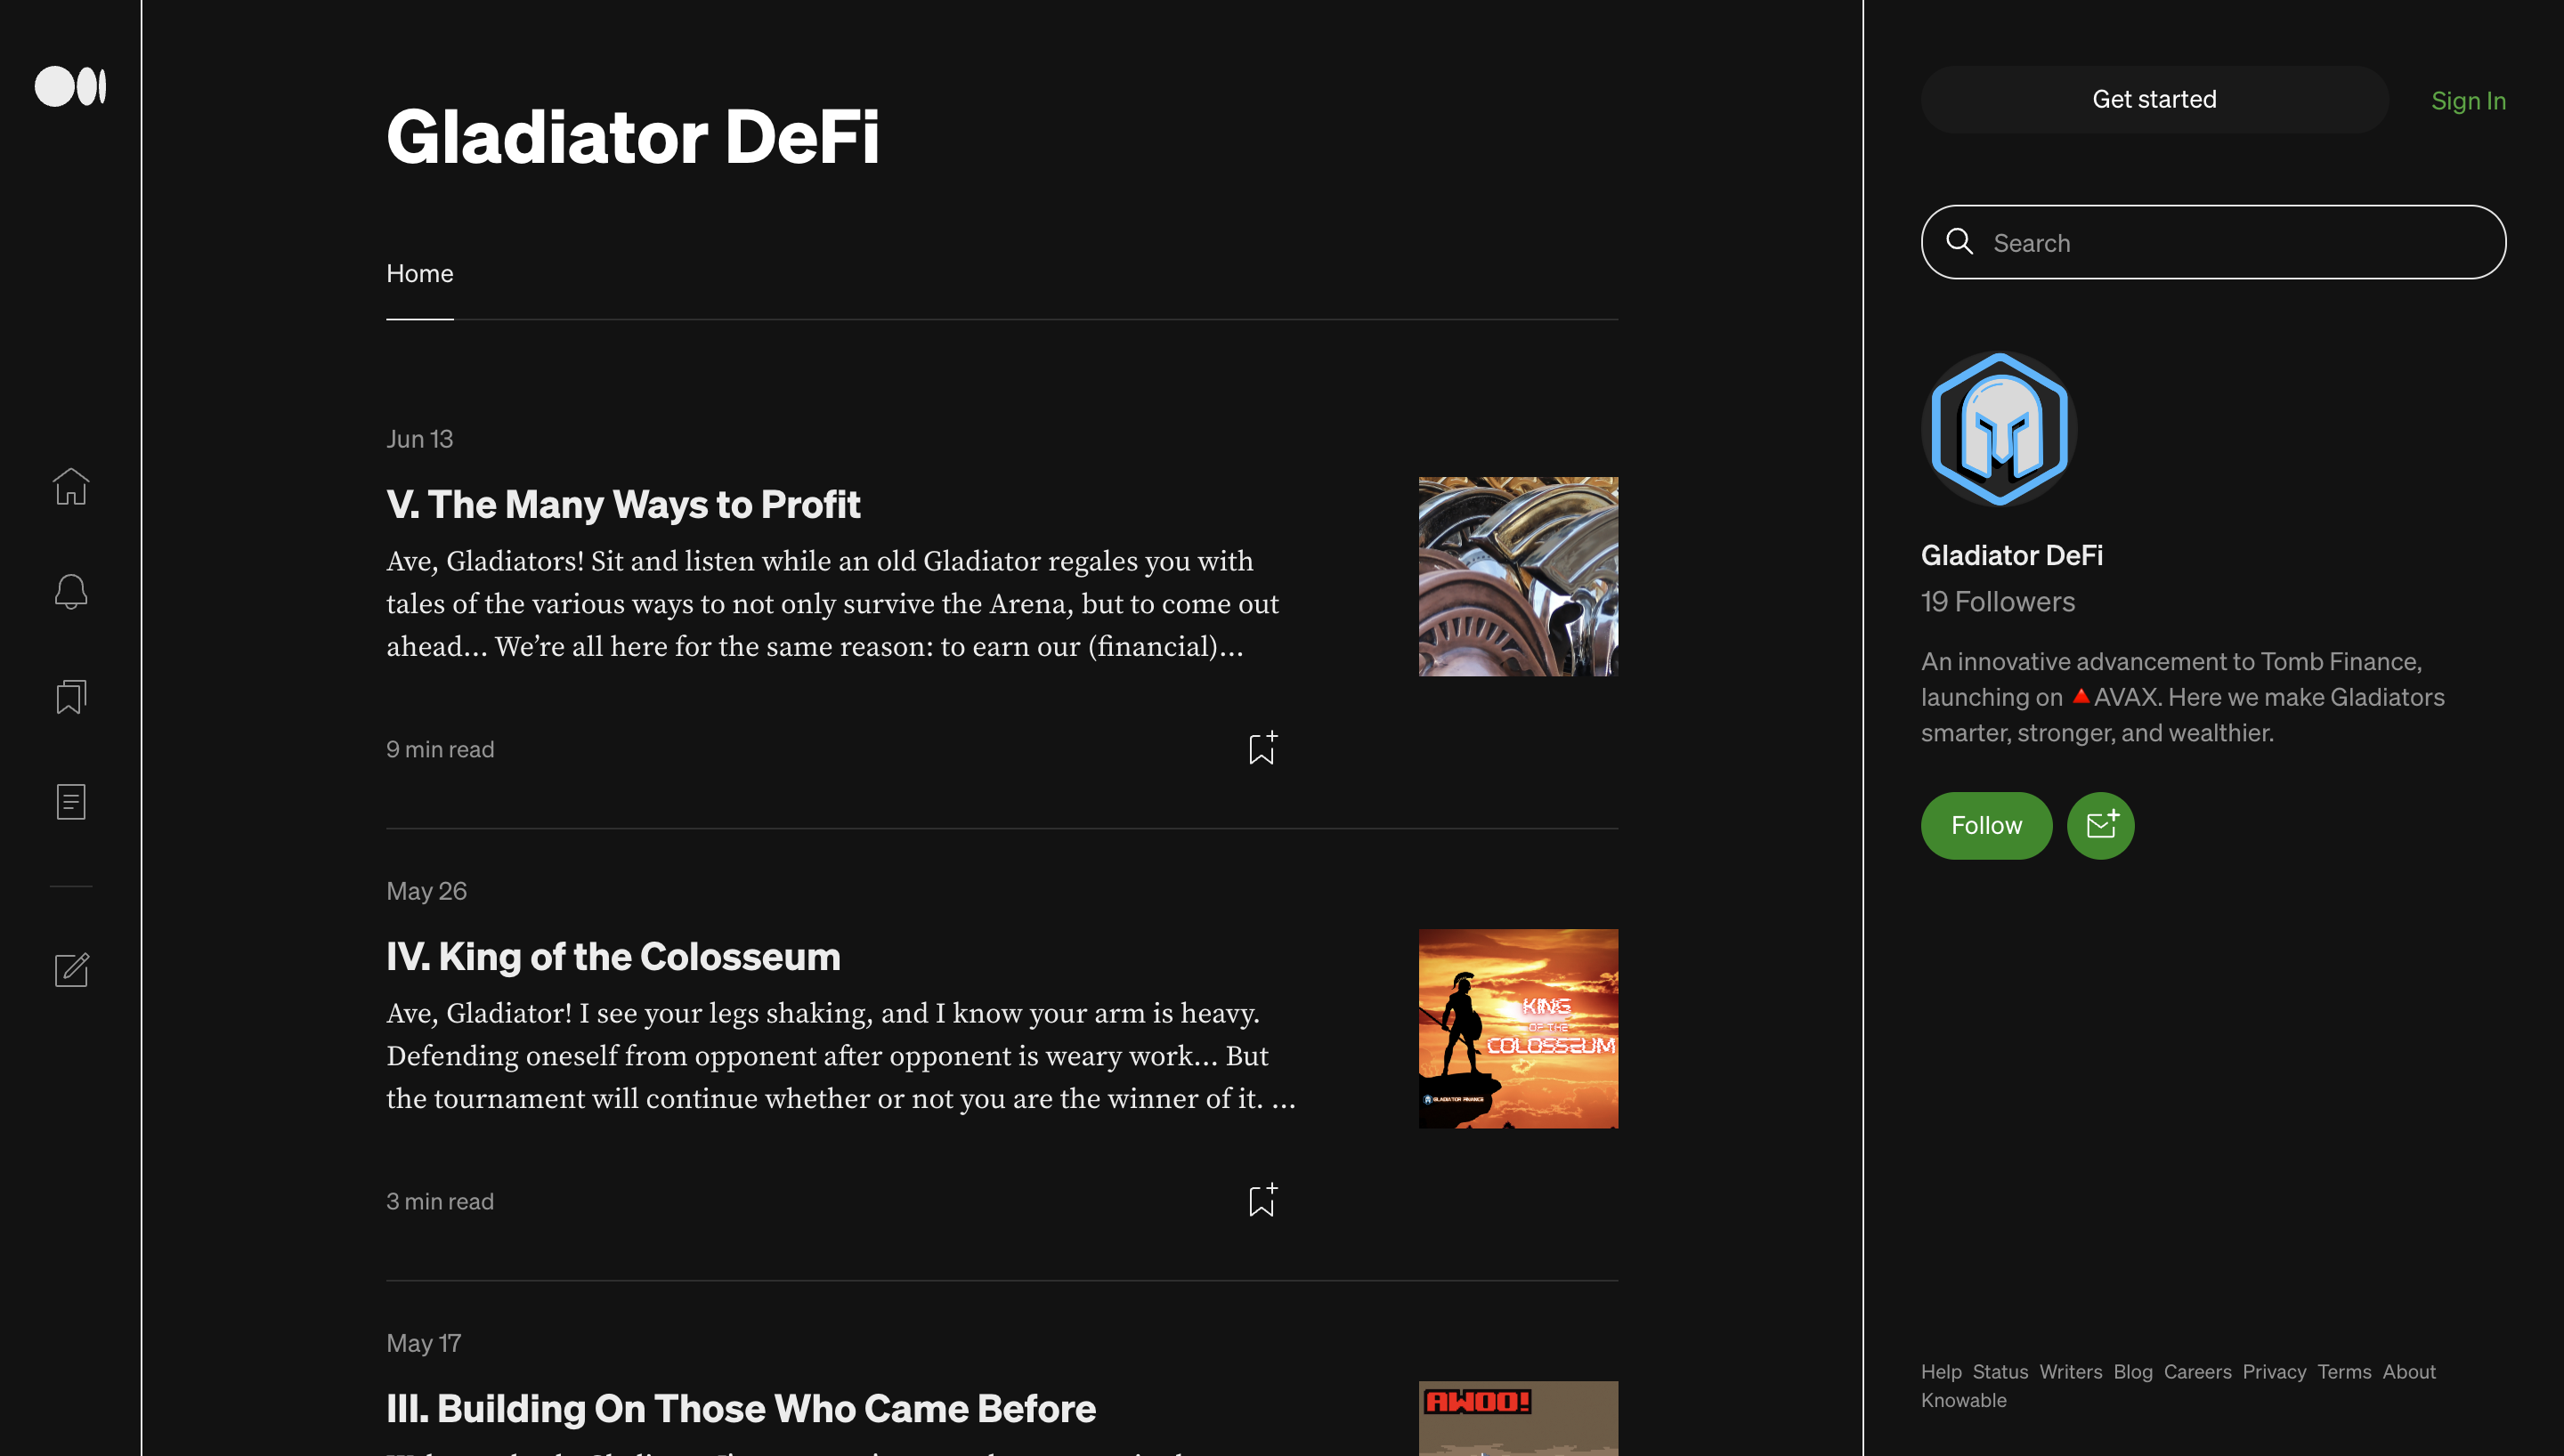 Gladiator DeFi
Home
Jun 13
V. The Many Ways to Profit
Ave, Gladiators! Sit and listen while an old Gladiator regales you with
tales of the various ways to not only survive the Arena, but to come out
ahead… We’re all here for the same reason: to earn our (financial)…
9 min read
May 26
IV. King of the Colosseum
Ave, Gladiator! I see your legs shaking, and I know your arm is heavy.
Defending oneself from opponent after opponent is weary work… But
the tournament will continue whether or not you are the winner of it. …
KING
OF THE
COLOSSEUM
GLADIATOR FINANCE
3 min read
May 17
III. Building On Those Who Came Before
AWOO!
Get started
Sign In
Search
Gladiator DeFi
19 Followers
An innovative advancement to Tomb Finance,
launching on 🔺AVAX. Here we make Gladiators
smarter, stronger, and wealthier.
Follow
Help Status Writers Blog Careers Privacy Terms About
Knowable